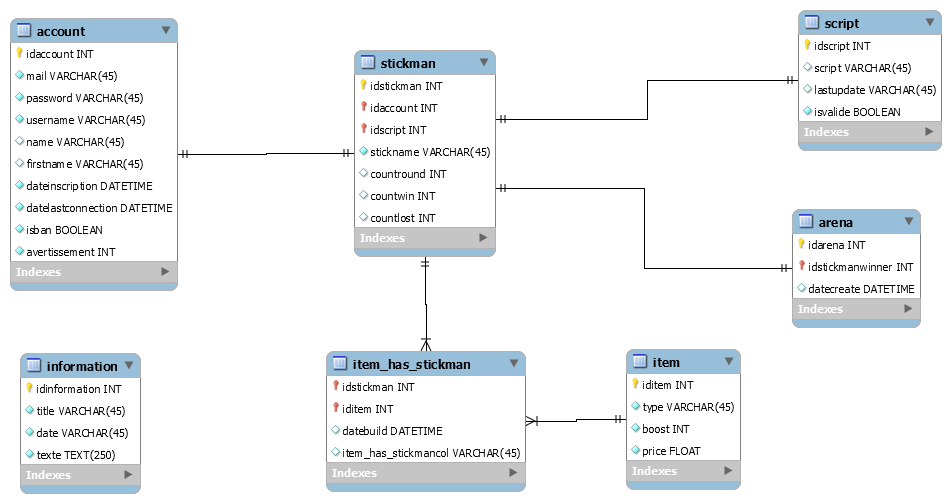 account
idaccount INT
mail VARCHAR(45)
password VARCHAR(45)
username VARCHAR(45)
name VARCHAR(45)
firstname VARCHAR(45)
dateinscription DATETIME
datelastconnection DATETIME
isban BOOLEAN
avertissement INT
Indexes
stickman
idstickman INT
idaccount INT
idscript INT
stickname VARCHAR(45)
countround INT
countwin INT
countlost INT
Indexes
script
idscript INT
script VARCHAR(45)
lastupdate VARCHAR(45)
isvalide BOOLEAN
Indexes
arena
idarena INT
idstickmanwinner INT
datecreate DATETIME
Indexes
information
idinformation INT
title VARCHAR(45)
date VARCHAR(45)
texte TEXT(250)
Indexes
item_has_stickman
idstickman INT
iditem INT
datebuild DATETIME
item_has_stickmancol VARCHAR(45)
Indexes
item
iditem INT
type VARCHAR(45)
boost INT
price FLOAT
Indexes